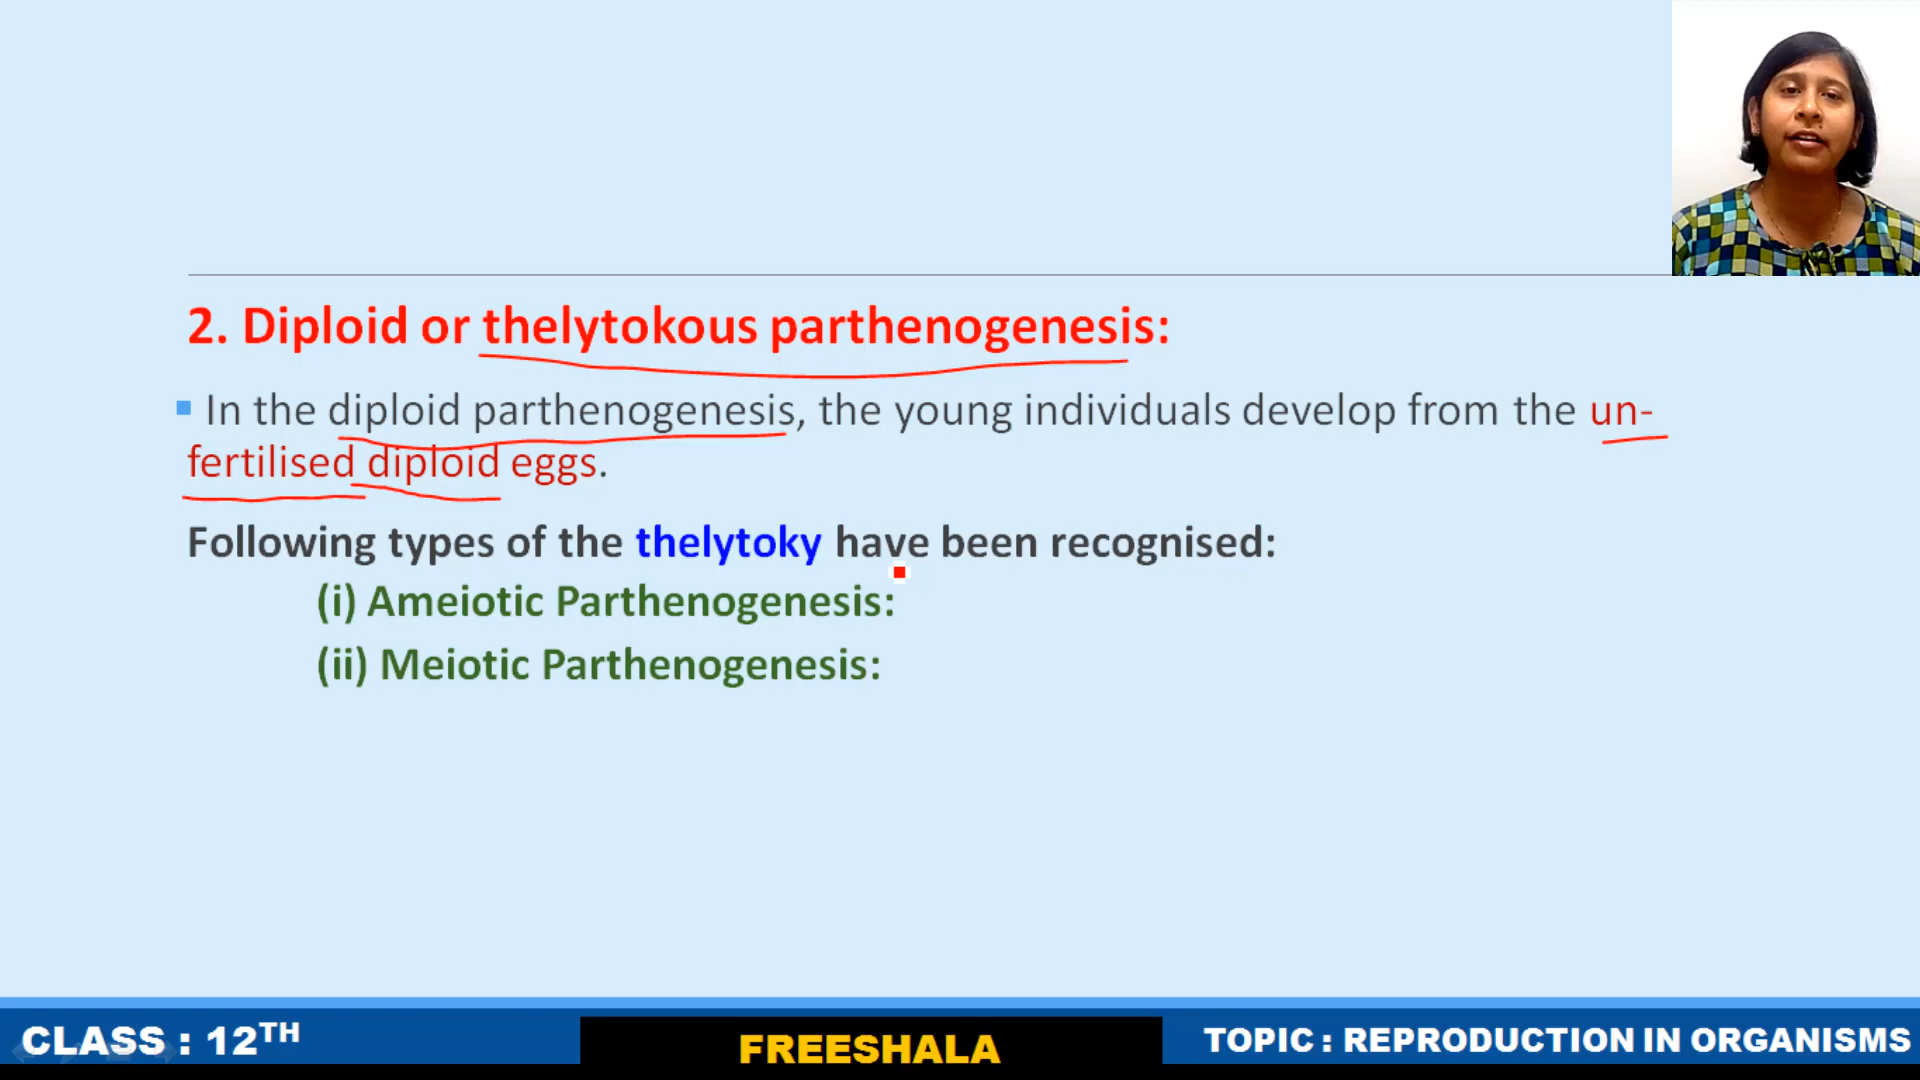 2. Diploid or thelytokous parthenogenesis:
▪ In the diploid parthenogenesis, the young individuals develop from the un-
fertilised diploid eggs.
Following types of the thelytoky have been recognised:
(i) Ameiotic Parthenogenesis:
(ii) Meiotic Parthenogenesis:
CLASS : 12TH
FREESHALA
TOPIC : REPRODUCTION IN ORGANISMS